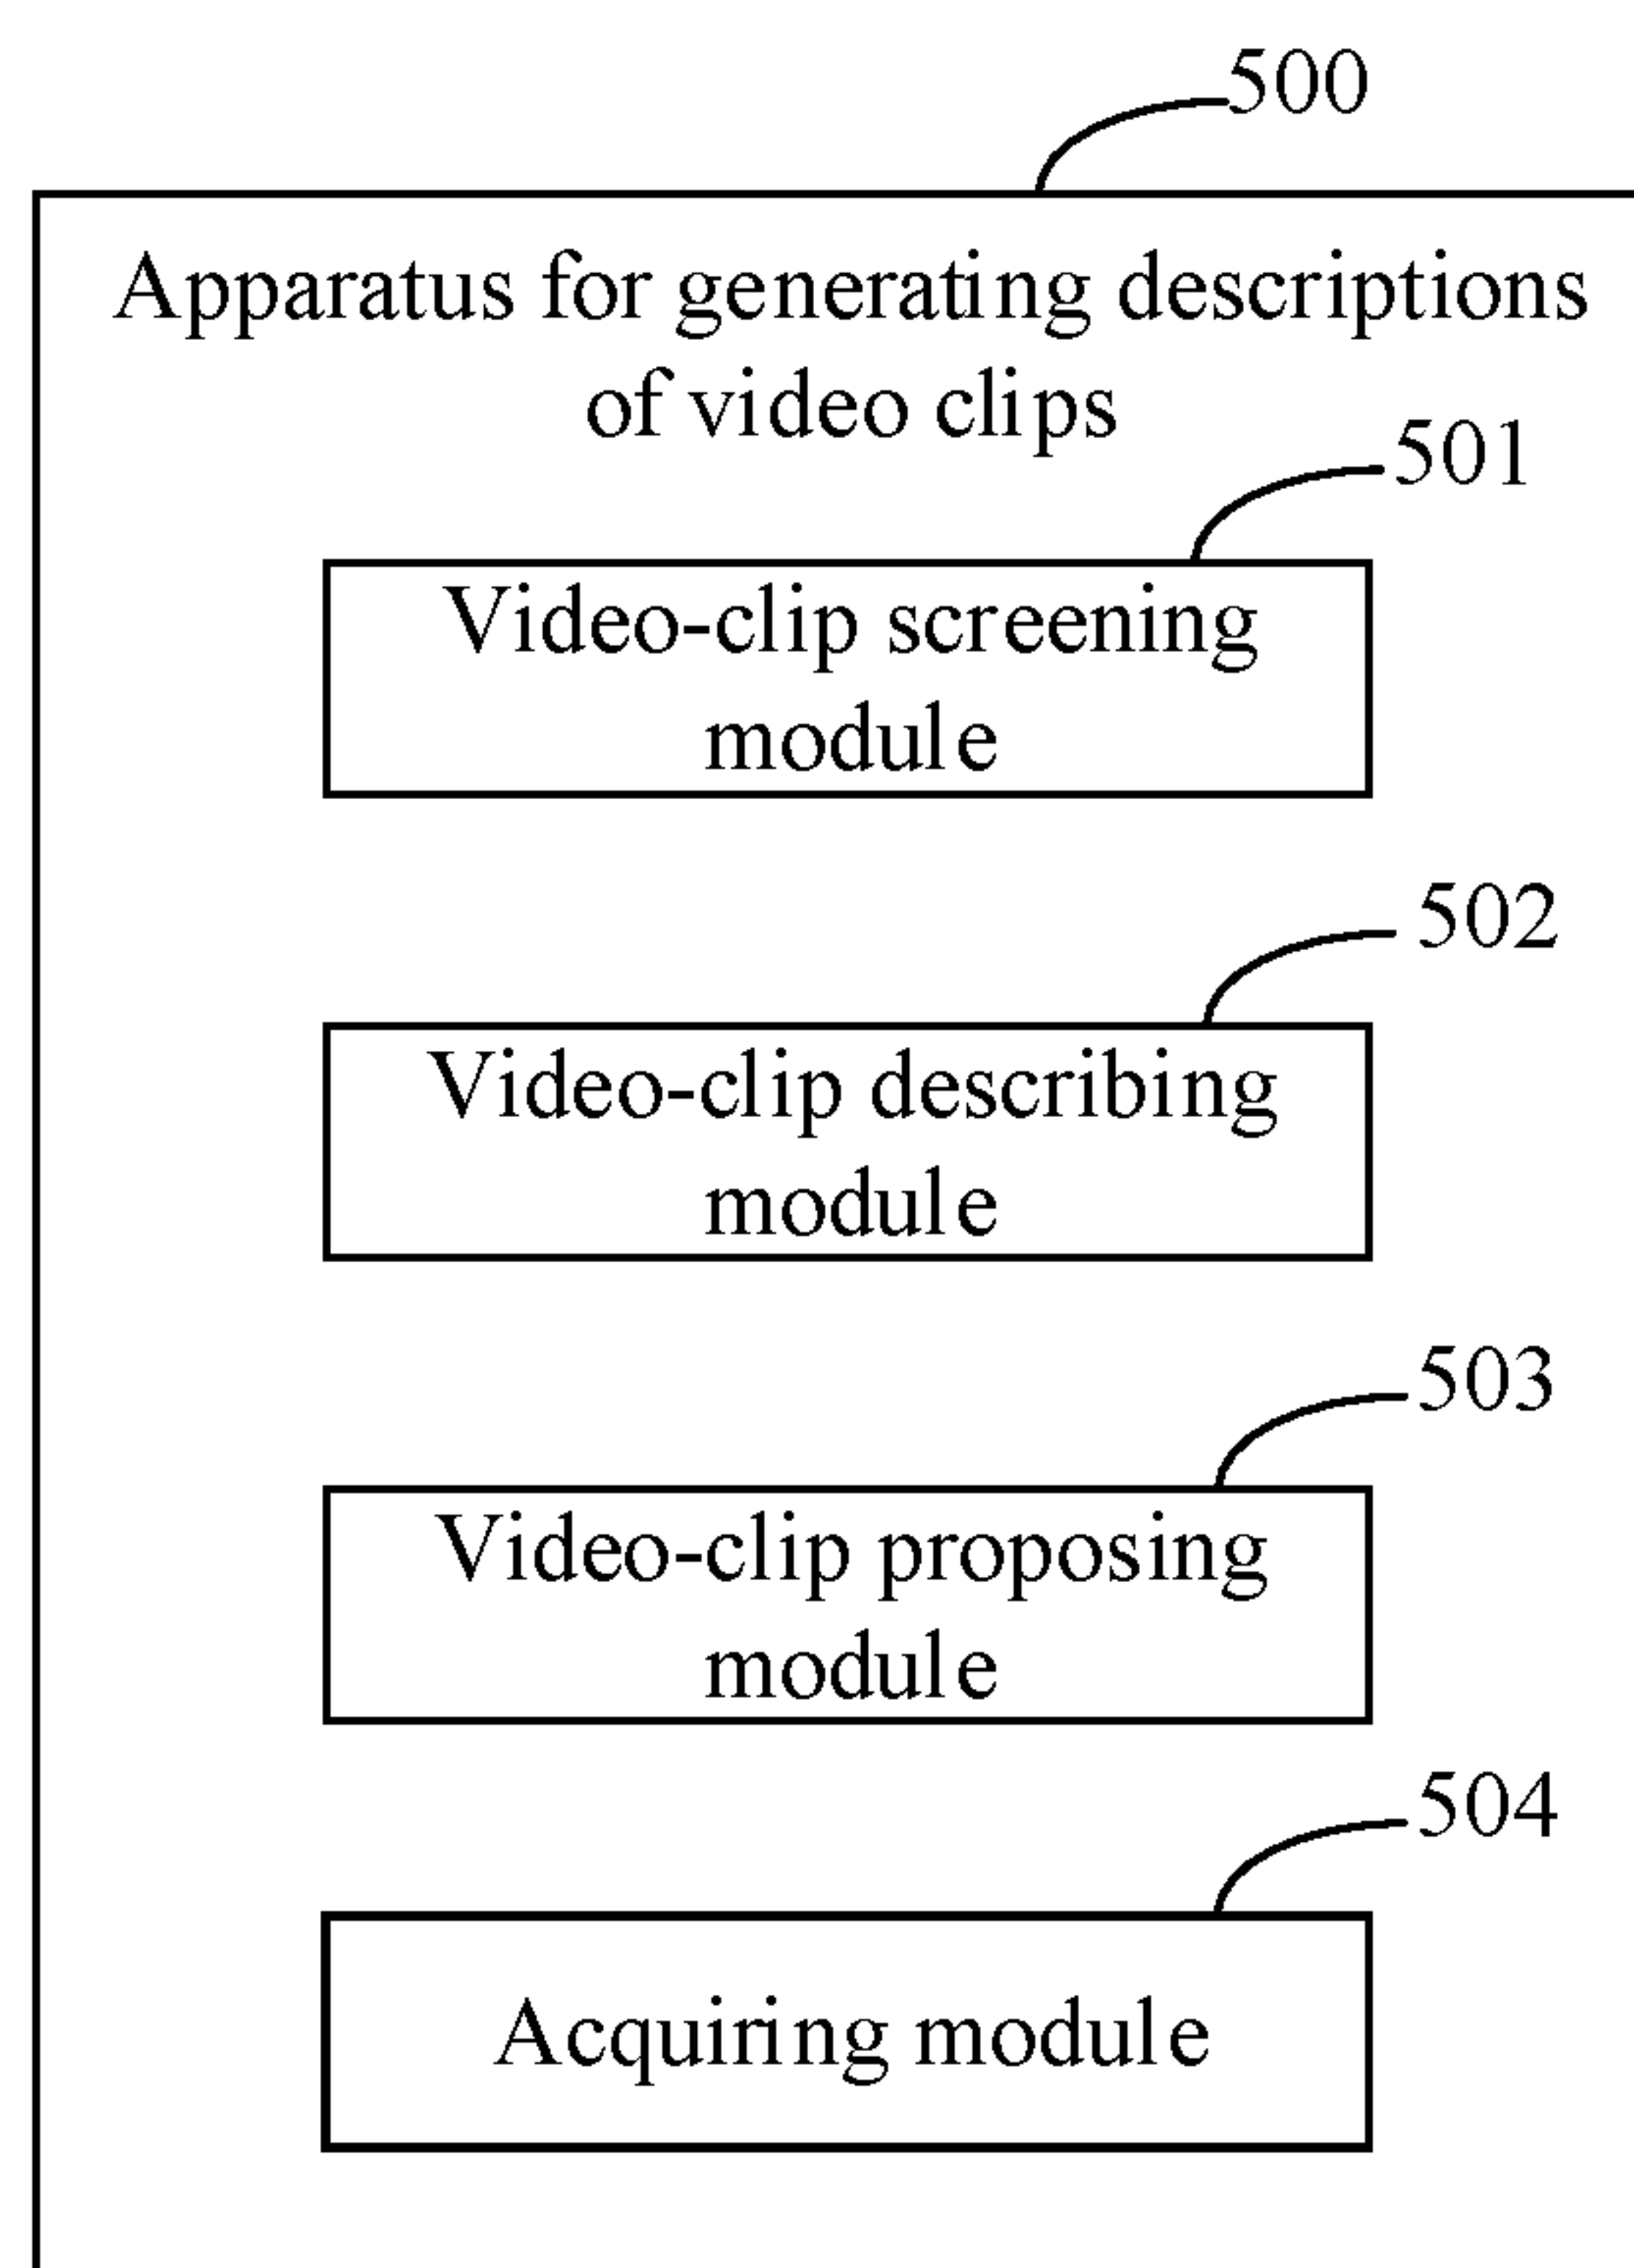 500
Apparatus for generating descriptions
of video clips
501
Video-clip screening
module
502
Video-clip describing
module
503
Video-clip proposing
module
504
Acquiring module